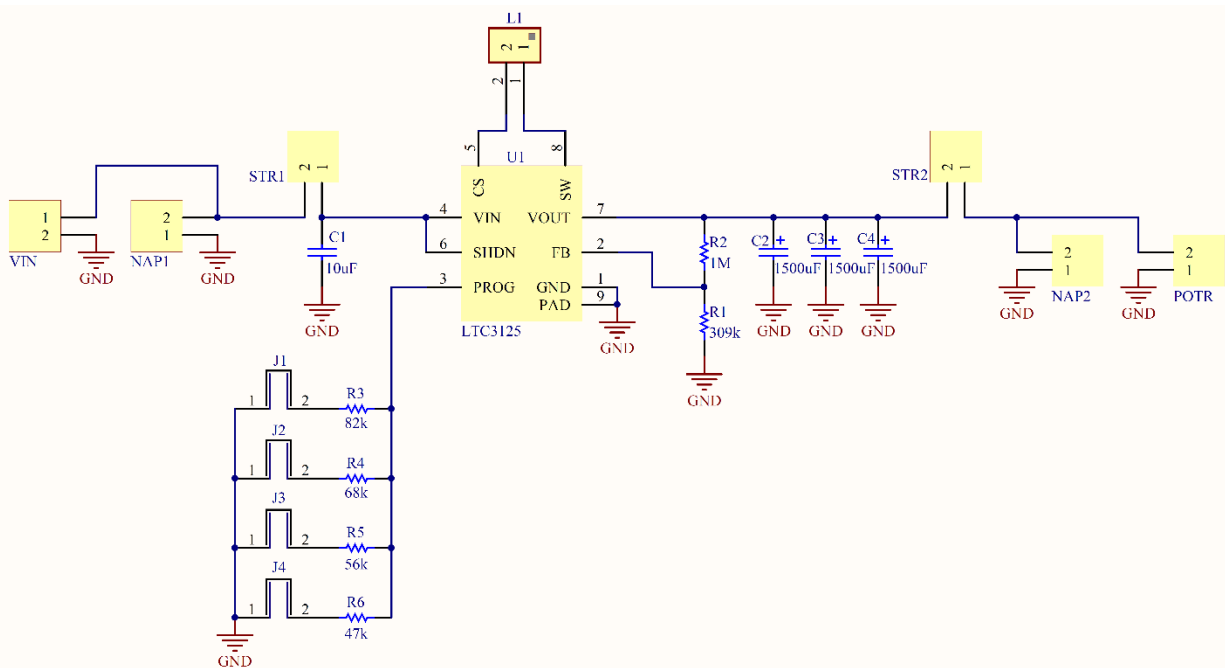 L1
2 1
2 1
5 8
U1
CS SW
STR1
2 1
STR2
2 1
VIN
1
2
GND
NAP1
2
1
GND
C1
10uF
GND
4 VIN
6 SHDN
3 PROG
VOUT 7
FB 2
GND 1
PAD 9
LTC3125
GND
R2
1M
R1
309k
GND
C2 +
1500uF
GND
C3 +
1500uF
GND
C4 +
1500uF
GND
2
1
NAP2
GND
2
1
POTR
GND
J1
1 2
R3
82k
J2
1 2
R4
68k
J3
1 2
R5
56k
J4
1 2
R6
47k
GND